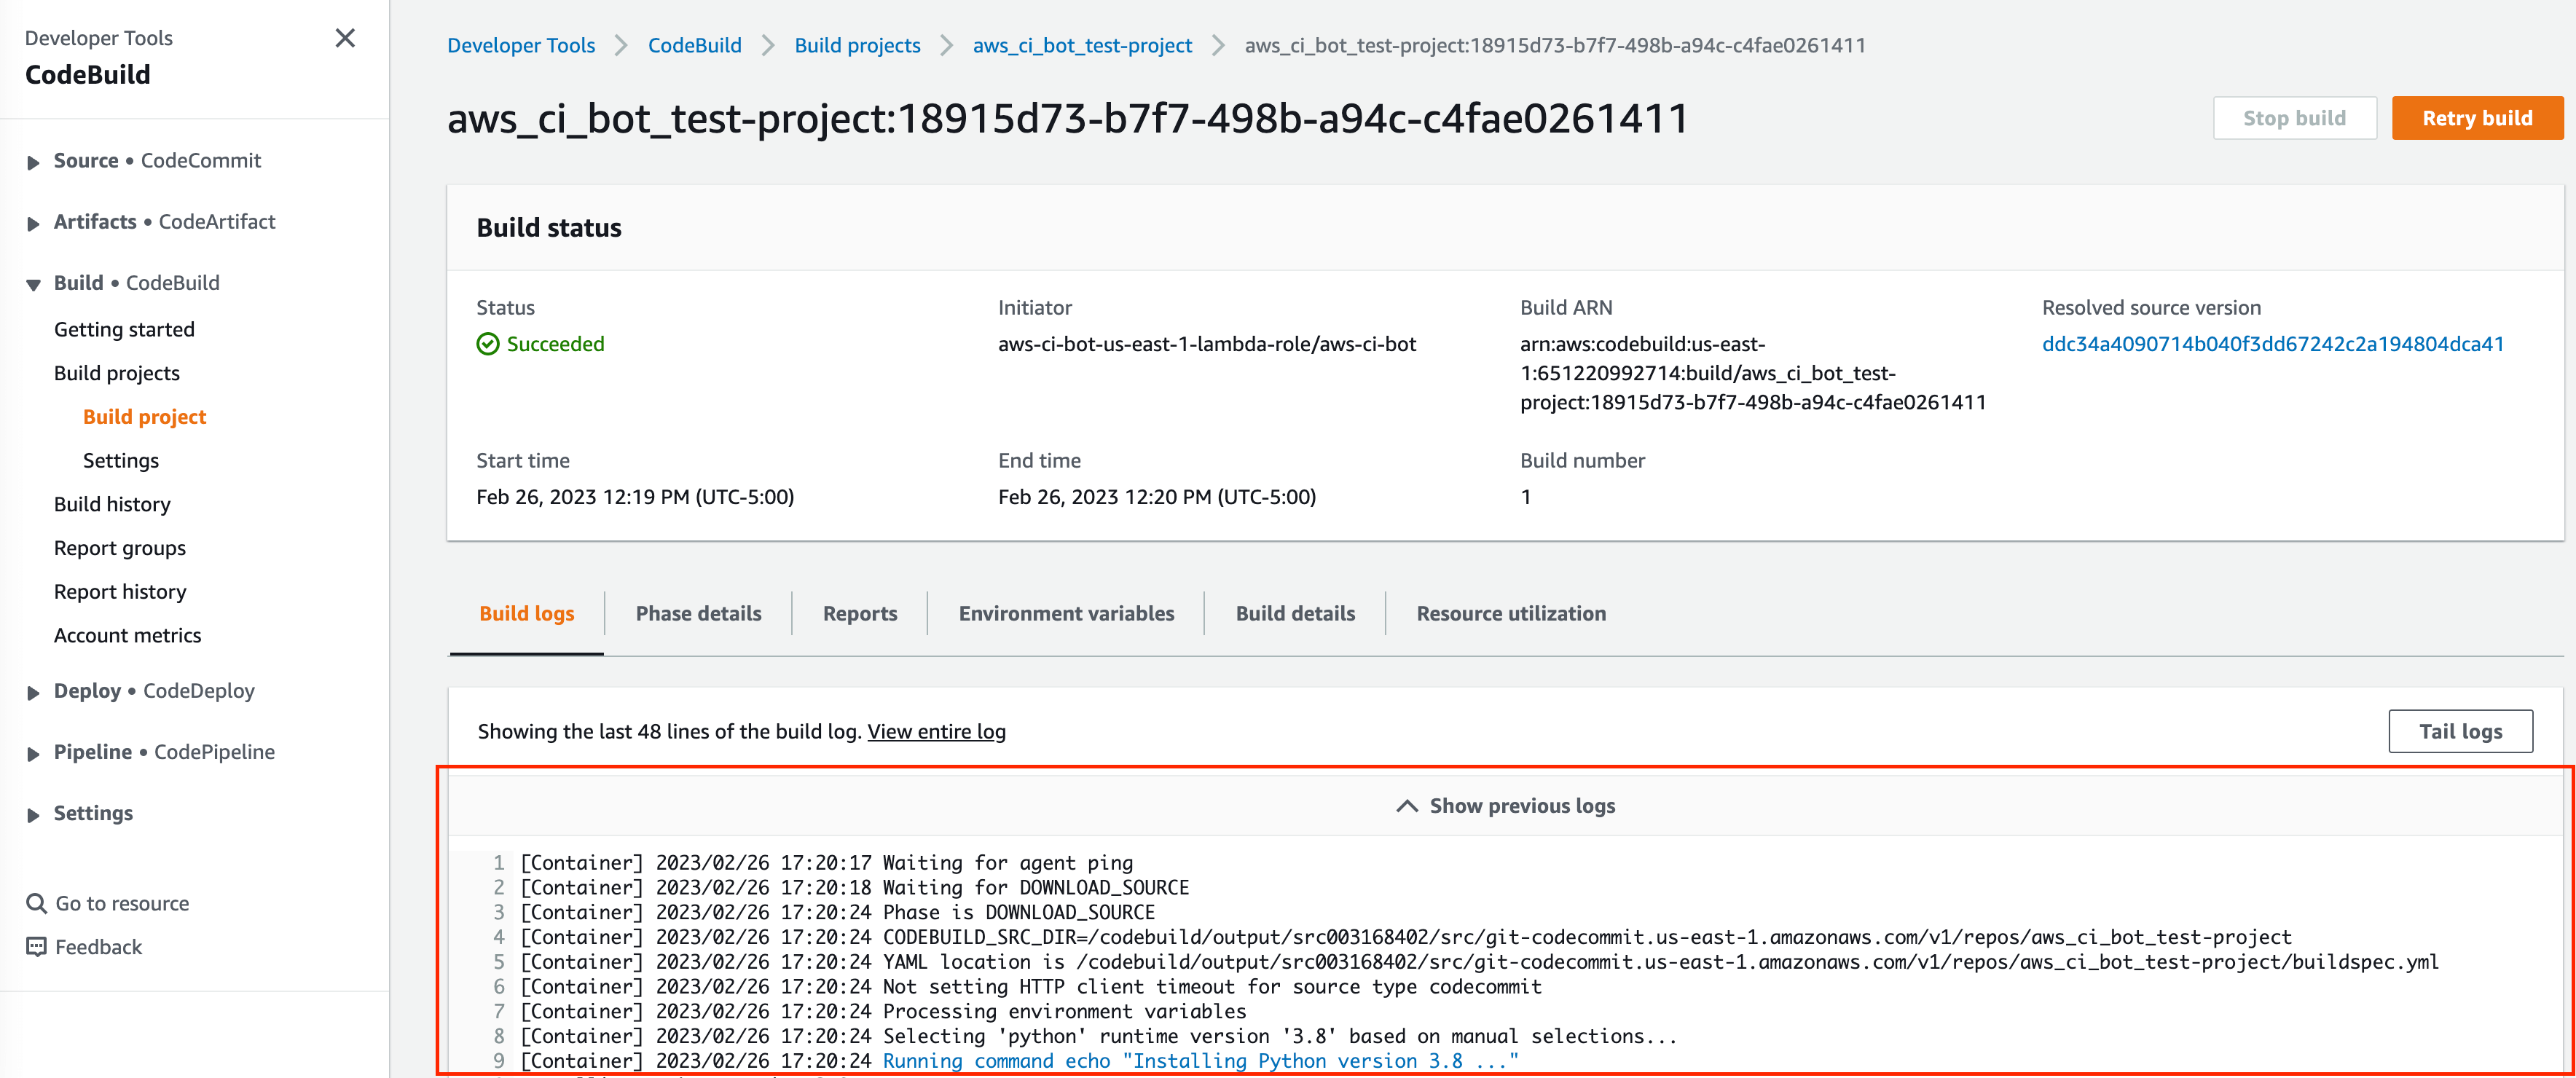 Developer Tools
CodeBuild
Source • CodeCommit
Artifacts • CodeArtifact
Build • CodeBuild
Getting started
Build projects
Build project
Settings
Build history
Report groups
Report history
Account metrics
Deploy • CodeDeploy
Pipeline • CodePipeline
Settings
Go to resource
Feedback
Developer Tools > CodeBuild > Build projects > aws_ci_bot_test-project > aws_ci_bot_test-project:18915d73-b7f7-498b-a94c-c4fae0261411
aws_ci_bot_test-project:18915d73-b7f7-498b-a94c-c4fae0261411
Stop build
Retry build
Build status
Status
Succeeded
Initiator
aws-ci-bot-us-east-1-lambda-role/aws-ci-bot
Build ARN
arn:aws:codebuild:us-east-
1:651220992714:build/aws_ci_bot_test-
project:18915d73-b7f7-498b-a94c-c4fae0261411
Resolved source version
ddc34a4090714b040f3dd67242c2a194804dca41
Start time
Feb 26, 2023 12:19 PM (UTC-5:00)
End time
Feb 26, 2023 12:20 PM (UTC-5:00)
Build number
1
Build logs
Phase details
Reports
Environment variables
Build details
Resource utilization
Showing the last 48 lines of the build log. View entire log
Tail logs
Show previous logs
1 [Container] 2023/02/26 17:20:17 Waiting for agent ping
2 [Container] 2023/02/26 17:20:18 Waiting for DOWNLOAD_SOURCE
3 [Container] 2023/02/26 17:20:24 Phase is DOWNLOAD_SOURCE
4 [Container] 2023/02/26 17:20:24 CODEBUILD_SRC_DIR=/codebuild/output/src003168402/src/git-codecommit.us-east-1.amazonaws.com/v1/repos/aws_ci_bot_test-project
5 [Container] 2023/02/26 17:20:24 YAML location is /codebuild/output/src003168402/src/git-codecommit.us-east-1.amazonaws.com/v1/repos/aws_ci_bot_test-project/buildspec.yml
6 [Container] 2023/02/26 17:20:24 Not setting HTTP client timeout for source type codecommit
7 [Container] 2023/02/26 17:20:24 Processing environment variables
8 [Container] 2023/02/26 17:20:24 Selecting 'python' runtime version '3.8' based on manual selections...
9 [Container] 2023/02/26 17:20:24 Running command echo "Installing Python version 3.8 ..."